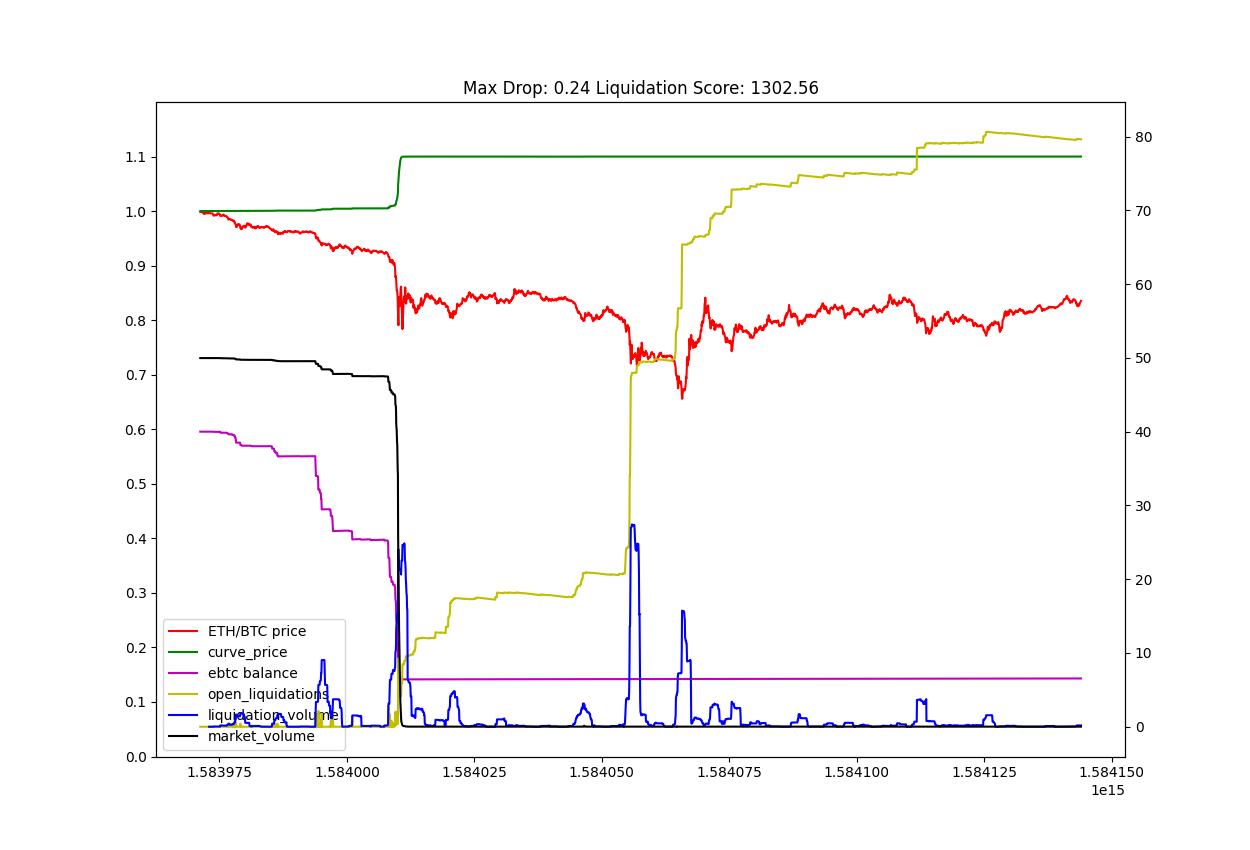 Max Drop: 0.24 Liquidation Score: 1302.56
1.1
1.0
0.9
0.8
0.7
0.6
0.5
0.4
0.3
0.2
0.1
0.0
80
70
60
50
40
30
20
10
0
ETH/BTC price
curve_price
ebtc balance
open_liquidations
liquidation_volume
market_volume
1.583975 1.584000 1.584025 1.584050 1.584075 1.584100 1.584125 1.584150
1e15